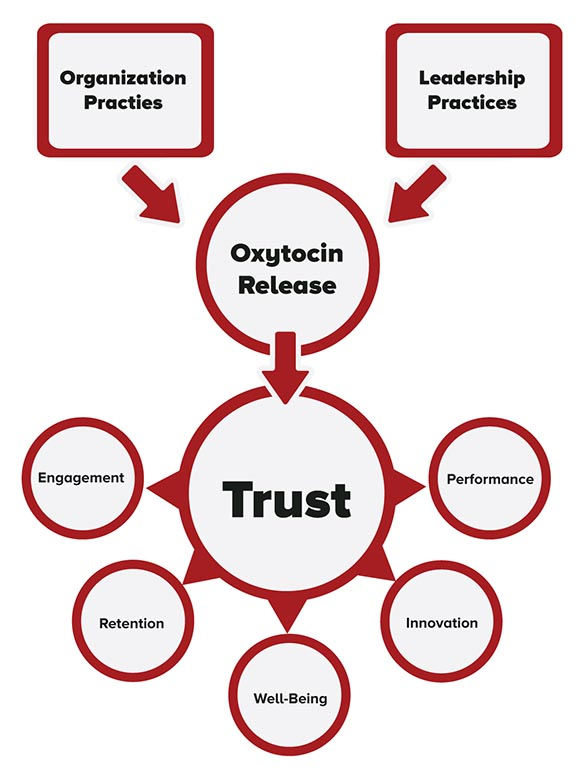 Organization
Practies
Leadership
Practices
Oxytocin
Release
Trust
Engagement
Performance
Retention
Innovation
Well-Being